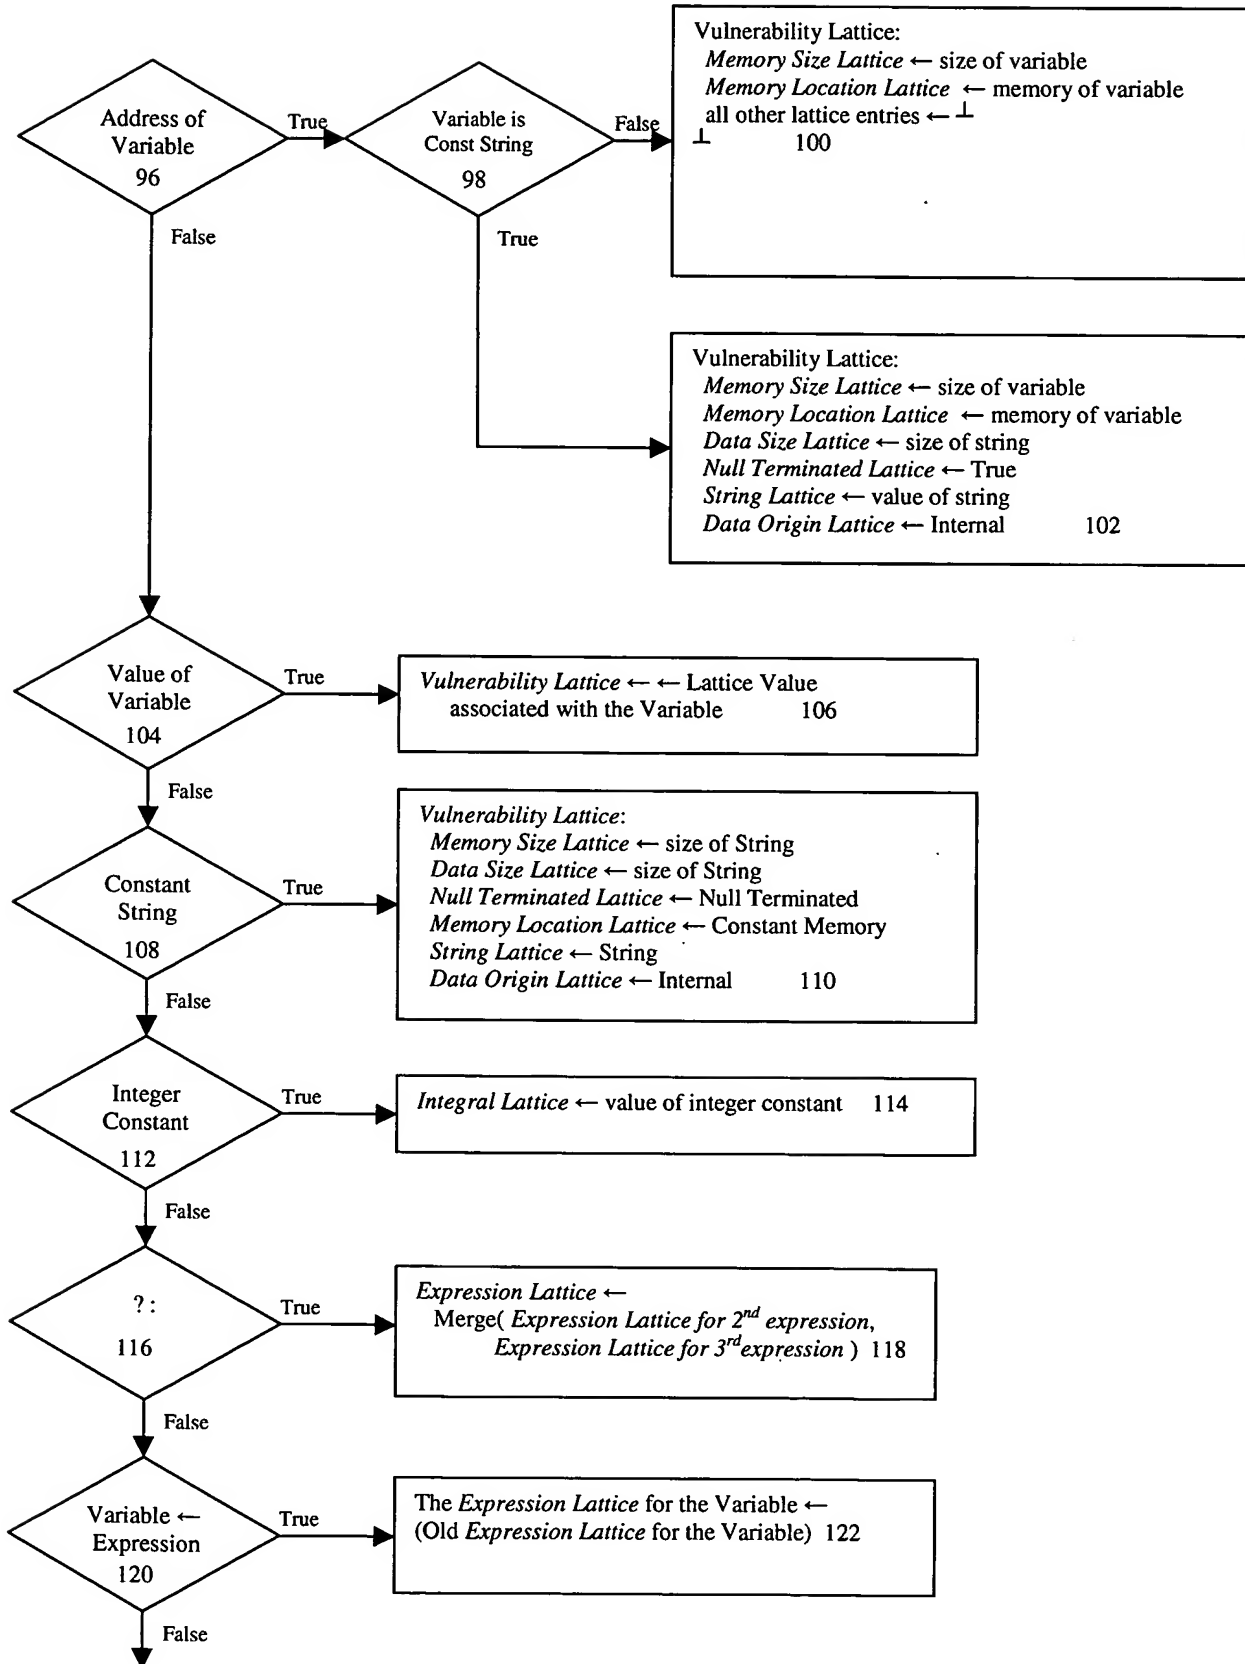 Address of
Variable
96
True
Variable is
Const String
98
False
Vulnerability Lattice:
Memory Size Lattice ← size of variable
Memory Location Lattice ← memory of variable
all other lattice entries ← ⊥
⊥ 100
False
True
Vulnerability Lattice:
Memory Size Lattice ← size of variable
Memory Location Lattice ← memory of variable
Data Size Lattice ← size of string
Null Terminated Lattice ← True
String Lattice ← value of string
Data Origin Lattice ← Internal 102
Value of
Variable
104
True
Vulnerability Lattice ← ← Lattice Value
associated with the Variable 106
False
Constant
String
108
True
Vulnerability Lattice:
Memory Size Lattice ← size of String
Data Size Lattice ← size of String
Null Terminated Lattice ← Null Terminated
Memory Location Lattice ← Constant Memory
String Lattice ← String
Data Origin Lattice ← Internal 110
False
Integer
Constant
112
True
Integral Lattice ← value of integer constant 114
False
? :
116
True
Expression Lattice ←
Merge( Expression Lattice for 2nd expression,
Expression Lattice for 3rd expression ) 118
False
Variable ←
Expression
120
True
The Expression Lattice for the Variable ←
(Old Expression Lattice for the Variable) 122
False